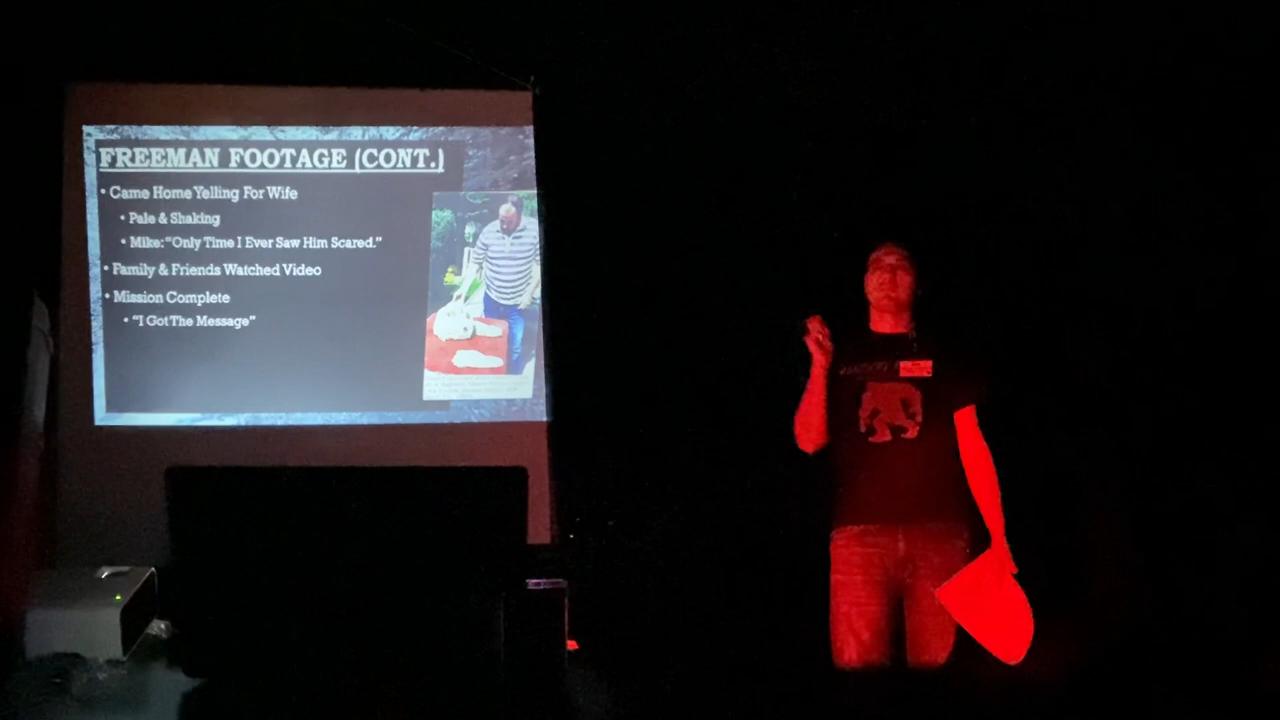 FREEMAN FOOTAGE (CONT.)
• Came Home Yelling For Wife
• Pale & Shaking
• Mike: “Only Time I Ever Saw Him Scared.”
• Family & Friends Watched Video
• Mission Complete
• “I Got The Message”